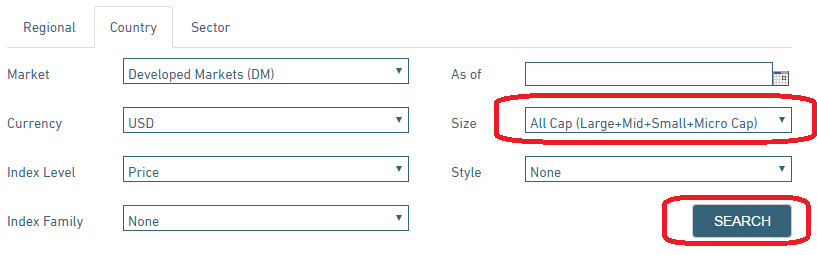 Regional Country Sector
Market Developed Markets (DM) As of
Currency USD Size All Cap (Large+Mid+Small+Micro Cap)
Index Level Price Style None
Index Family None SEARCH